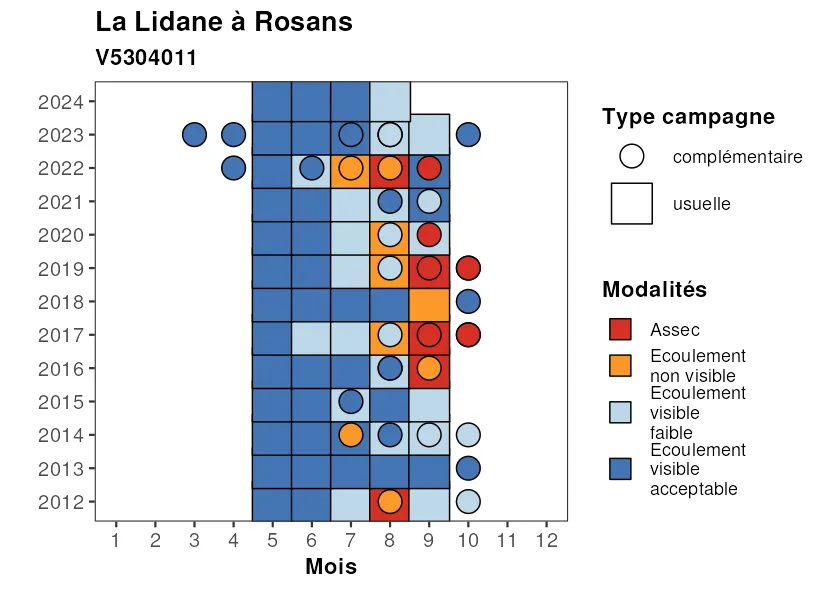 La Lidane à Rosans
V5304011
2024
2023
2022
2021
2020
2019
2018
2017
2016
2015
2014
2013
2012
1 2 3 4 5 6 7 8 9 10 11 12
Mois
Type campagne
complémentaire
usuelle
Modalités
Assec
Ecoulement
non visible
Ecoulement
visible
faible
Ecoulement
visible
acceptable